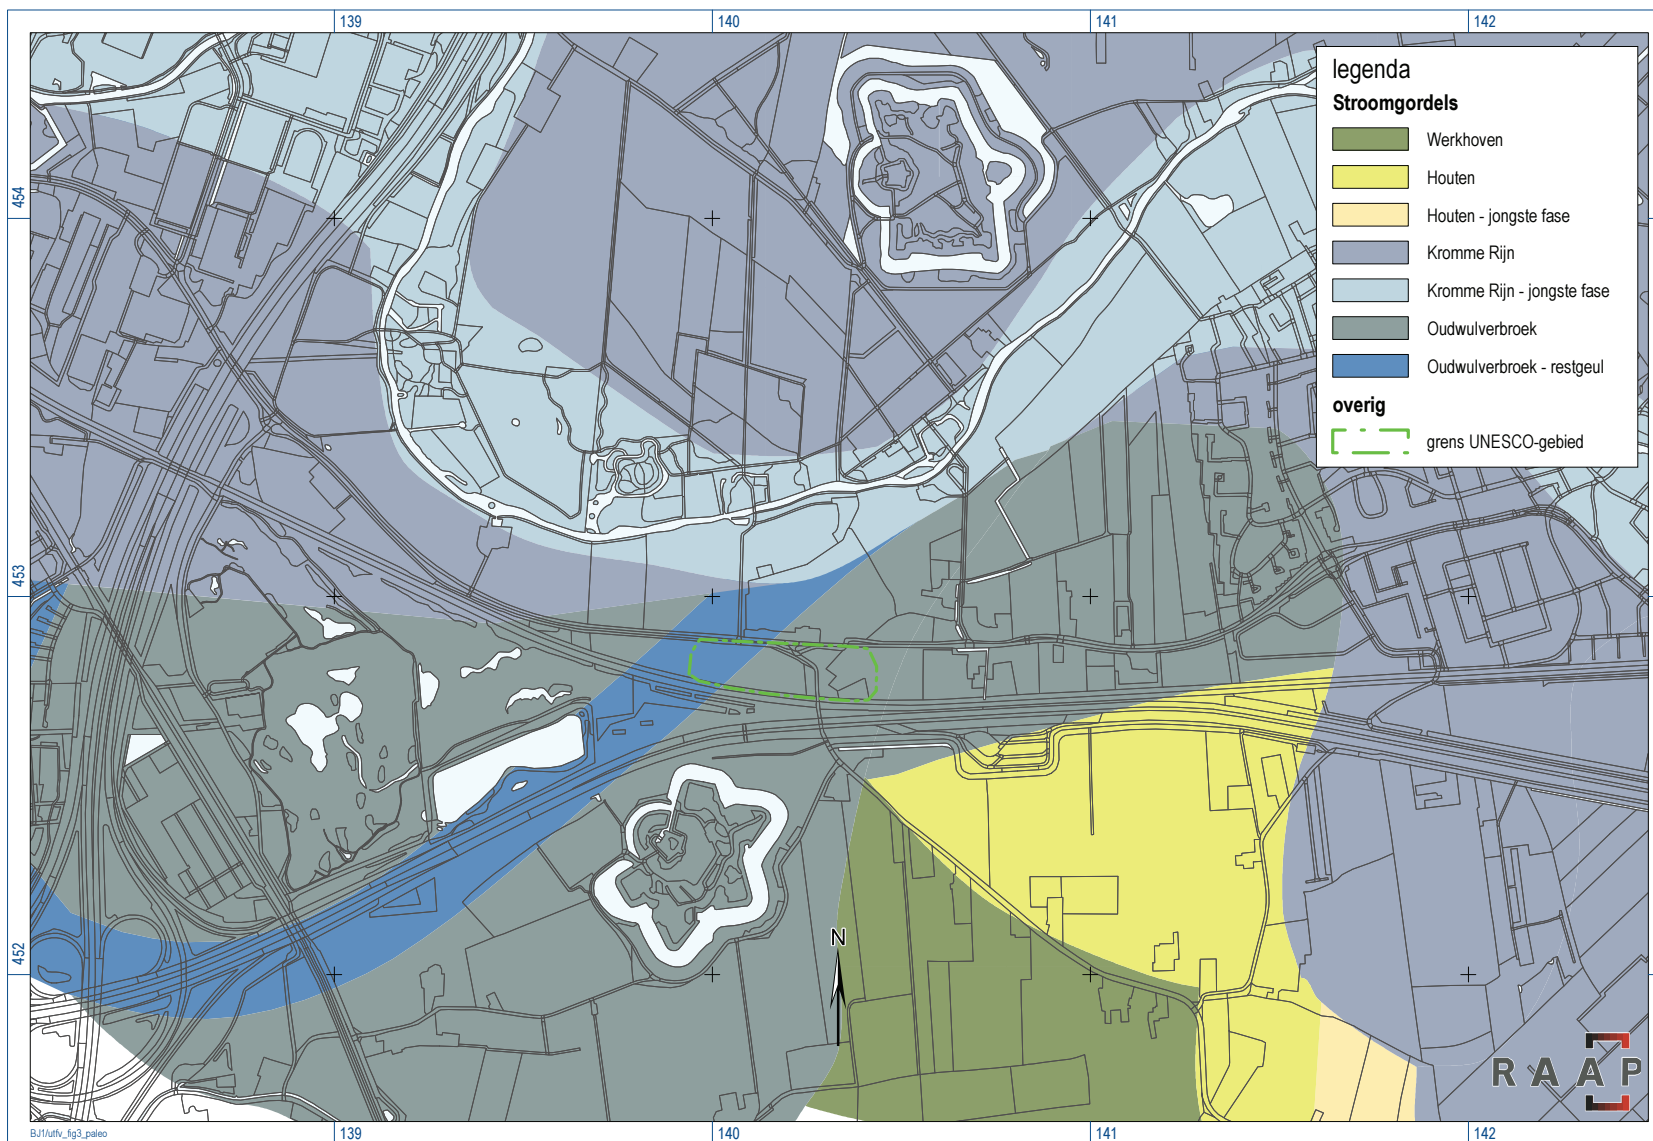 139
140
141
142
454
453
452
legenda
Stroomgordels
Werkhoven
Houten
Houten - jongste fase
Kromme Rijn
Kromme Rijn - jongste fase
Oudwulverbroek
Oudwulverbroek - restgeul
overig
grens UNESCO-gebied
N
RAAP
BJ1/utfv_fig3_paleo
139
140
141
142